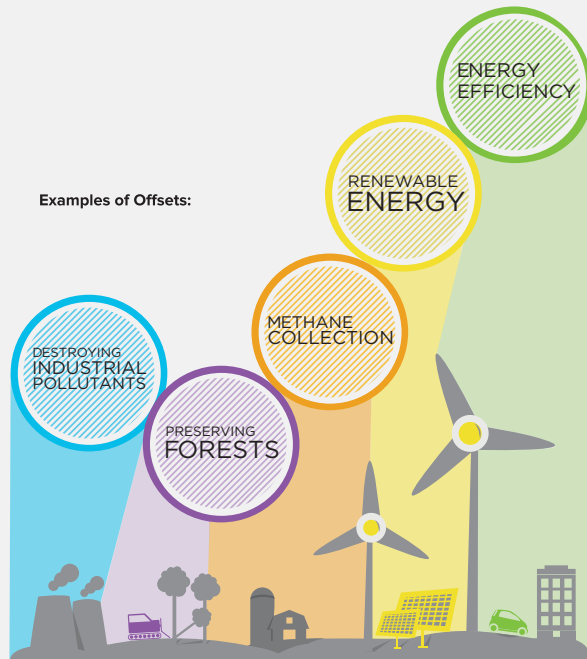 Examples of Offsets:
DESTROYING
INDUSTRIAL
POLLUTANTS
PRESERVING
FORESTS
METHANE
COLLECTION
RENEWABLE
ENERGY
ENERGY
EFFICIENCY